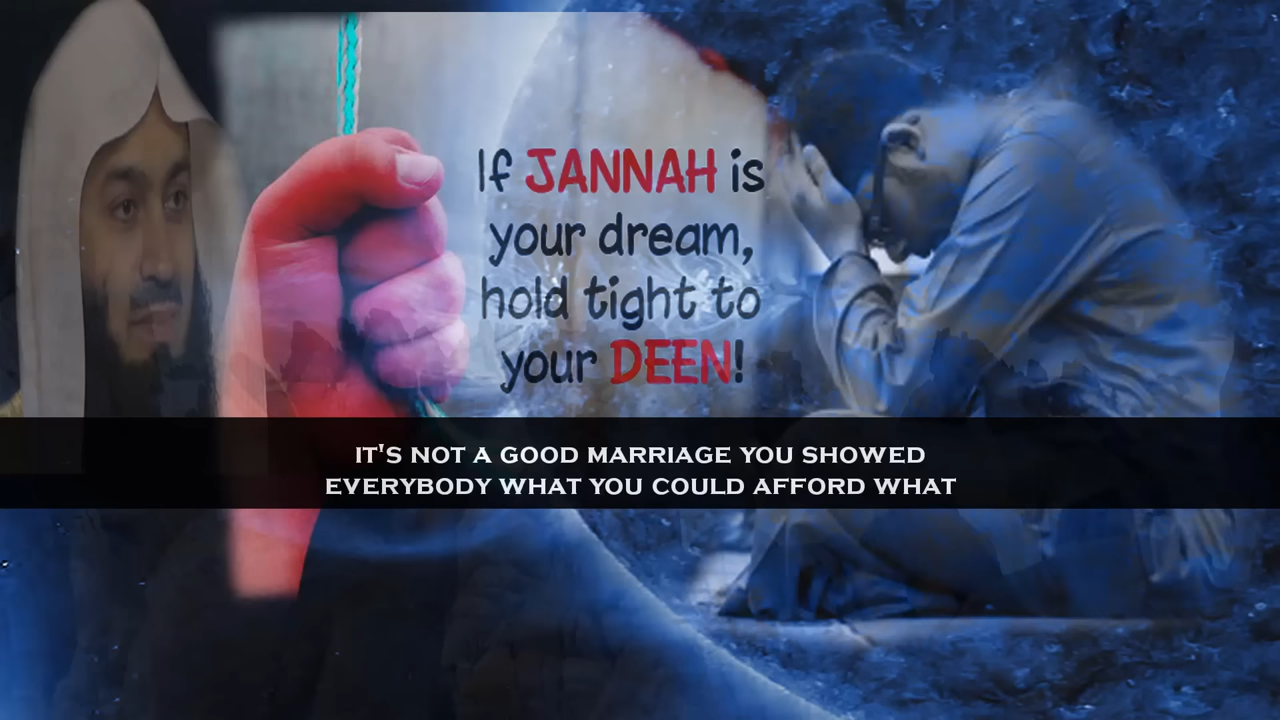 If JANNAH is
your dream,
hold tight to
your DEEN!
IT'S NOT A GOOD MARRIAGE YOU SHOWED
EVERYBODY WHAT YOU COULD AFFORD WHAT